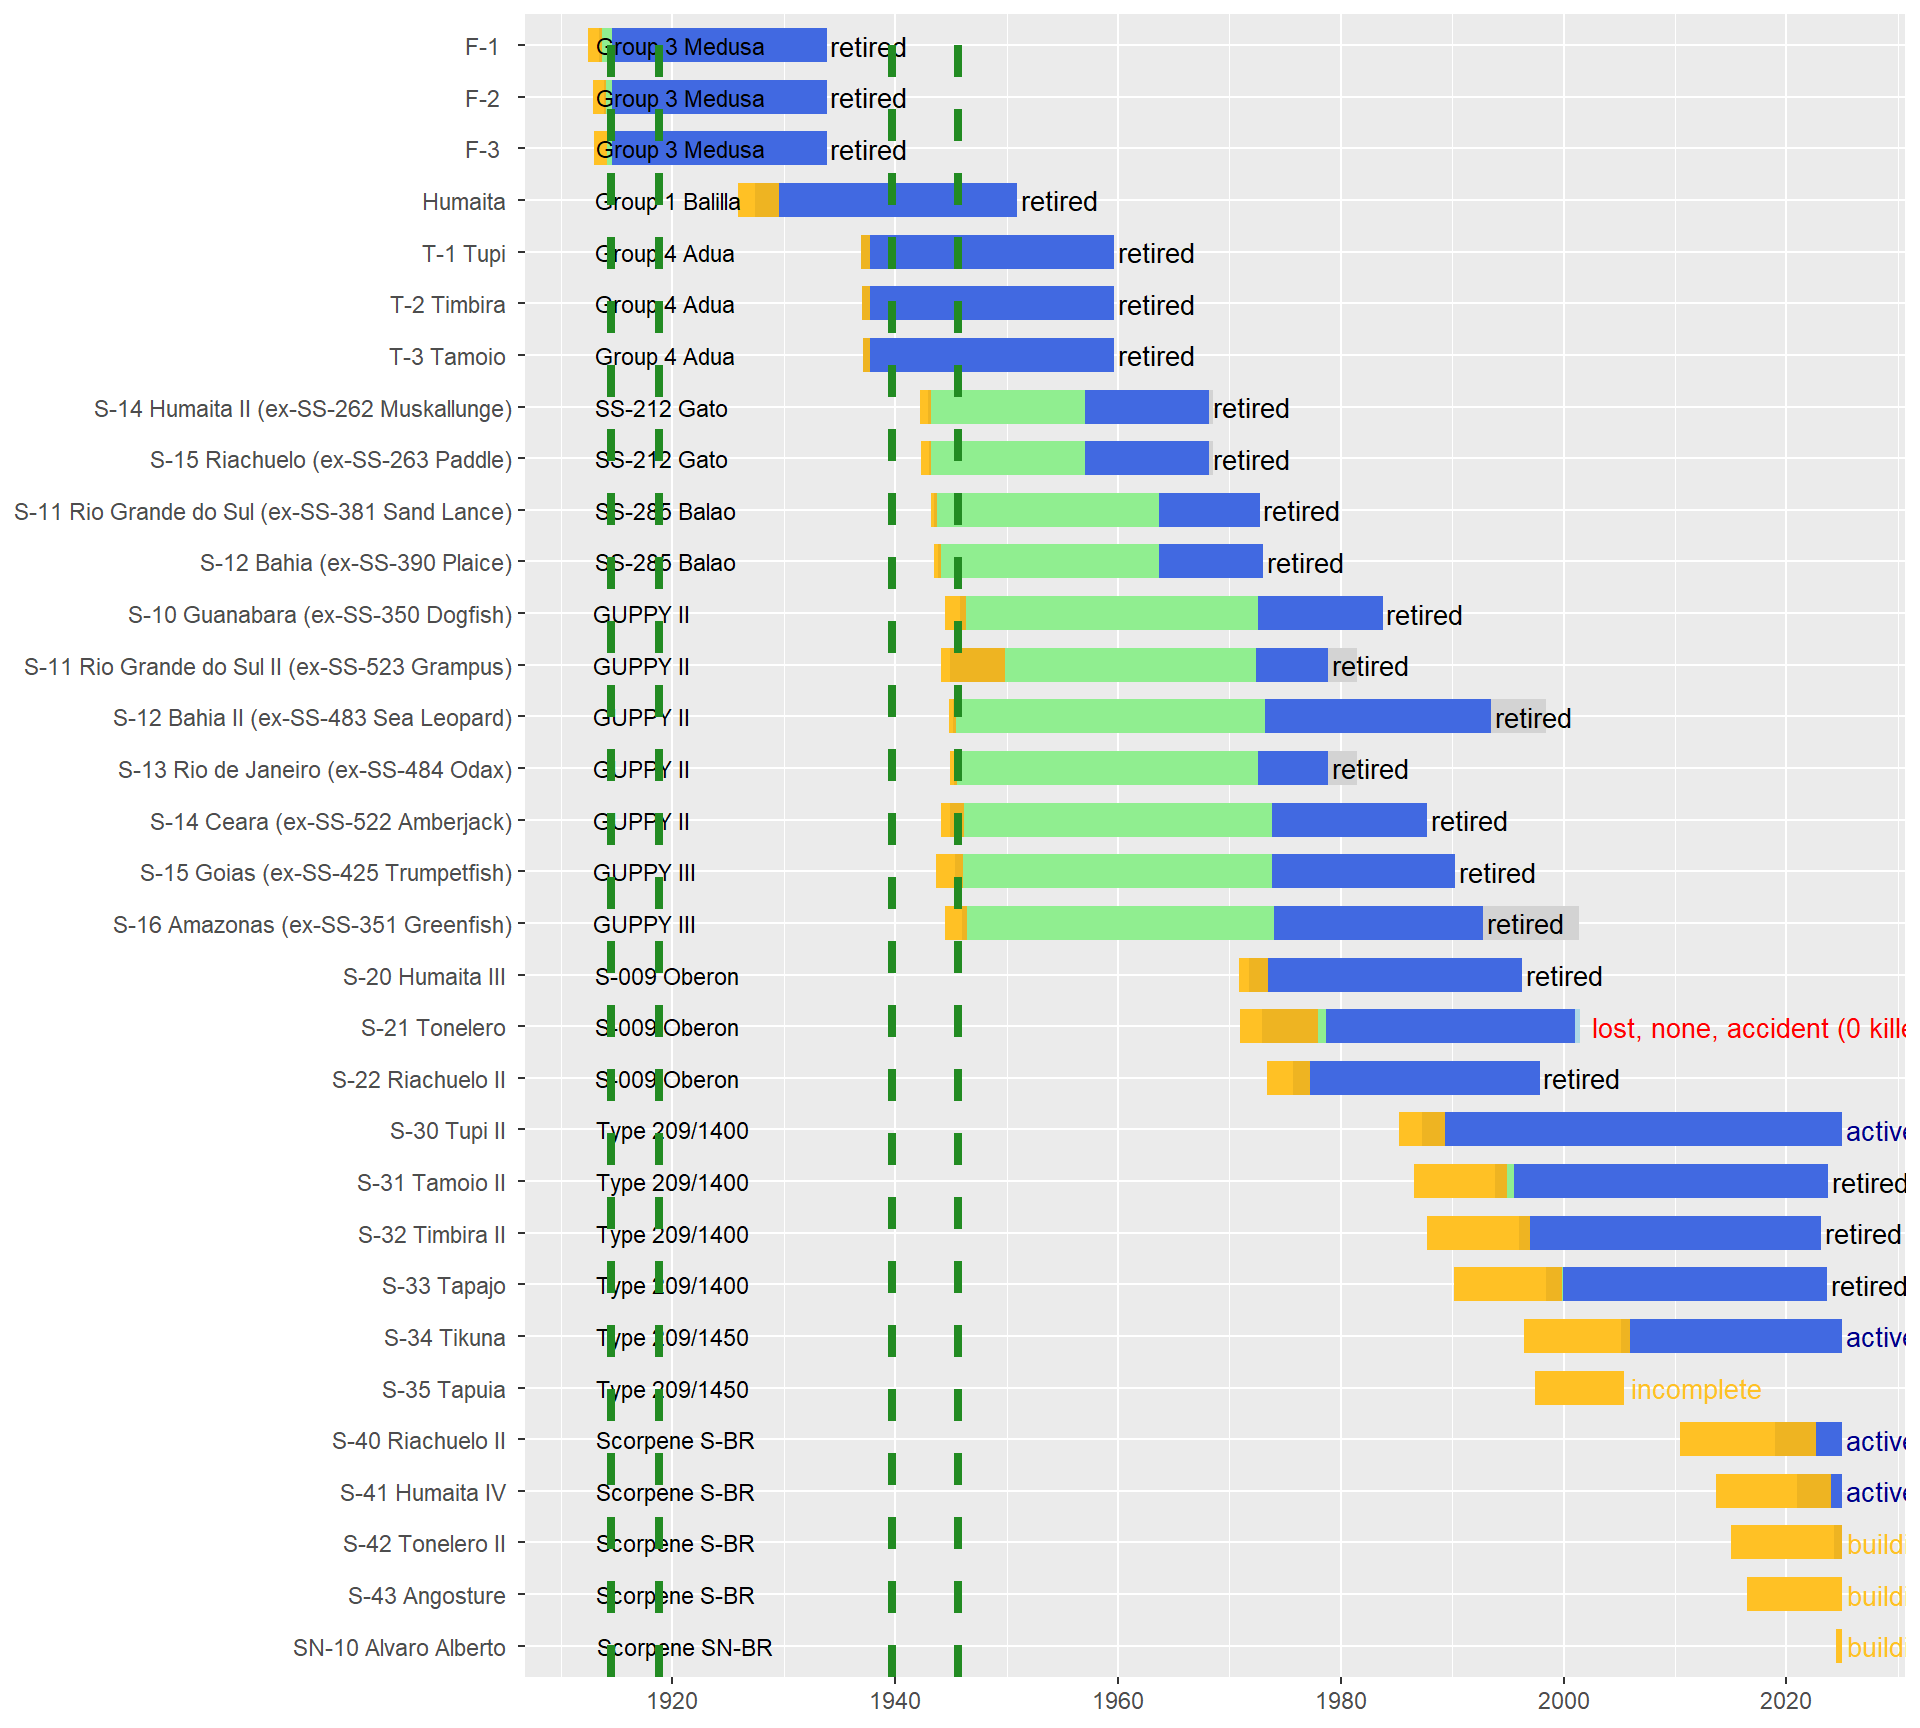 F-1 Group 3 Medusa retired
F-2 Group 3 Medusa retired
F-3 Group 3 Medusa retired
Humaita Group 1 Balilla retired
T-1 Tupi Group 4 Adua retired
T-2 Timbira Group 4 Adua retired
T-3 Tamoio Group 4 Adua retired
S-14 Humaita II (ex-SS-262 Muskallunge) SS-212 Gato retired
S-15 Riachuelo (ex-SS-263 Paddle) SS-212 Gato retired
S-11 Rio Grande do Sul (ex-SS-381 Sand Lance) SS-285 Balao retired
S-12 Bahia (ex-SS-390 Plaice) SS-285 Balao retired
S-10 Guanabara (ex-SS-350 Dogfish) GUPPY II retired
S-11 Rio Grande do Sul II (ex-SS-523 Grampus) GUPPY II retired
S-12 Bahia II (ex-SS-483 Sea Leopard) GUPPY II retired
S-13 Rio de Janeiro (ex-SS-484 Odax) GUPPY II retired
S-14 Ceara (ex-SS-522 Amberjack) GUPPY II retired
S-15 Goias (ex-SS-425 Trumpetfish) GUPPY III retired
S-16 Amazonas (ex-SS-351 Greenfish) GUPPY III retired
S-20 Humaita III S-009 Oberon retired
S-21 Tonelero S-009 Oberon lost, none, accident (0 kille
S-22 Riachuelo II S-009 Oberon retired
S-30 Tupi II Type 209/1400 active
S-31 Tamoio II Type 209/1400 retired
S-32 Timbira II Type 209/1400 retired
S-33 Tapajo Type 209/1400 retired
S-34 Tikuna Type 209/1450 active
S-35 Tapuia Type 209/1450 incomplete
S-40 Riachuelo II Scorpene S-BR active
S-41 Humaita IV Scorpene S-BR active
S-42 Tonelero II Scorpene S-BR build
S-43 Angosture Scorpene S-BR build
SN-10 Alvaro Alberto Scorpene SN-BR build
1920 1940 1960 1980 2000 2020